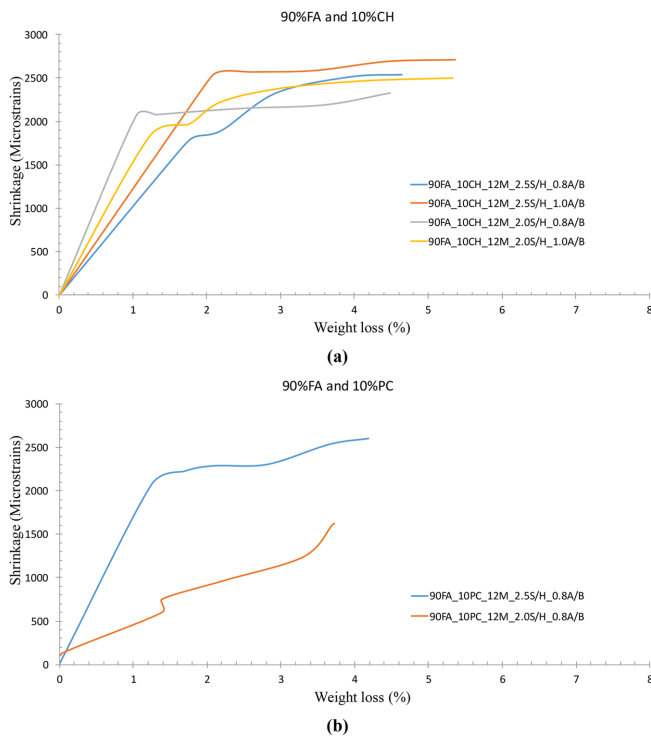 90%FA and 10%CH
3000
2500
2000
1500
1000
500
0
Shrinkage (Microstrains)
90FA_10CH_12M_2.5S/H_0.8A/B
90FA_10CH_12M_2.5S/H_1.0A/B
90FA_10CH_12M_2.0S/H_0.8A/B
90FA_10CH_12M_2.0S/H_1.0A/B
0 1 2 3 4 5 6 7 8
Weight loss (%)
(a)
90%FA and 10%PC
3000
2500
2000
1500
1000
500
0
Shrinkage (Microstrains)
90FA_10PC_12M_2.5S/H_0.8A/B
90FA_10PC_12M_2.0S/H_0.8A/B
0 1 2 3 4 5 6 7 8
Weight loss (%)
(b)